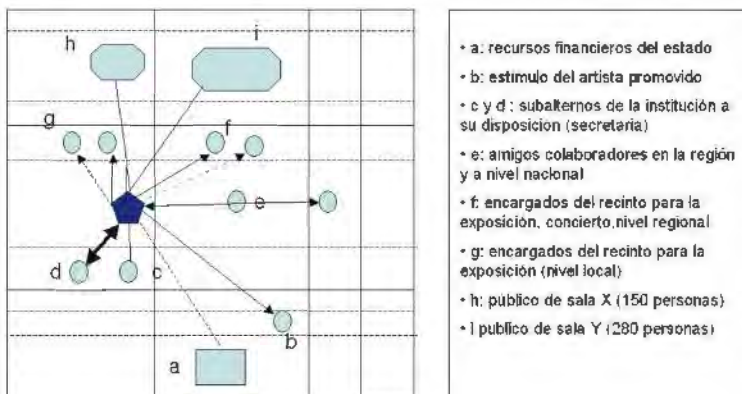 h
i
g
f
e
d
c
b
a
• a: recursos financieros del estado
• b: estimulo del artista promovido
• c y d : subalternos de la institución a
su disposicion (secretaria)
• e: amigos colaboradores en la región
y a nivel nacional
• f: encargados del recinto para la
exposición, concierto,nivel regional
• g: encargados del recinto para la
exposición (nivel local)
• h: público de sala X (150 personas)
• I publico de sala Y (280 personas)